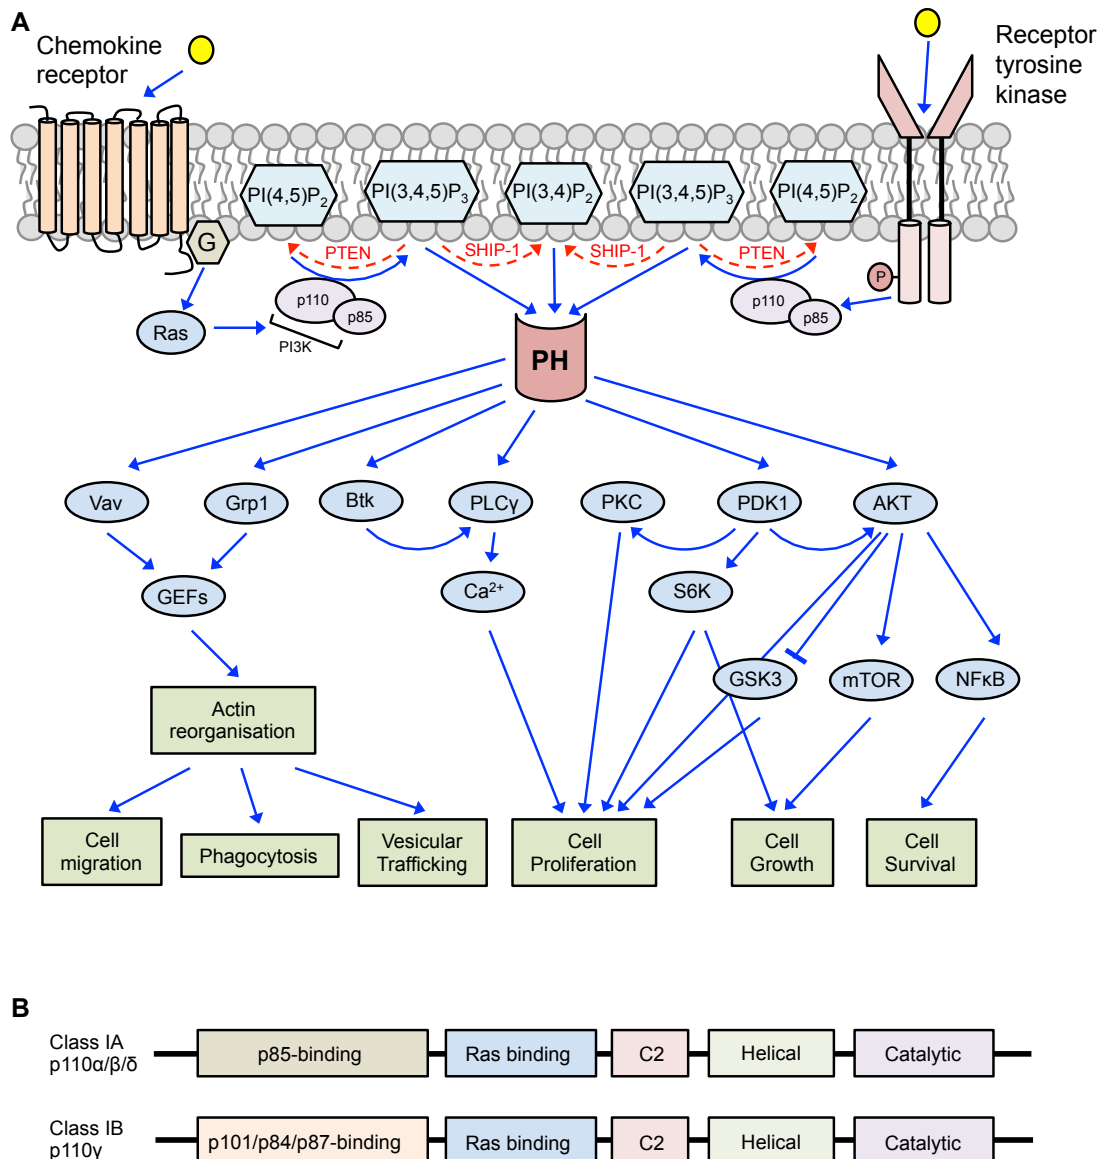 A
Chemokine
receptor
Receptor
tyrosine
kinase
PI(4,5)P₂
PI(3,4,5)P₃
PI(3,4)P₂
PI(3,4,5)P₃
PI(4,5)P₂
G
PTEN
SHIP-1
SHIP-1
PTEN
P
Ras
p110
p85
PI3K
p110
p85
PH
Vav
Grp1
Btk
PLCγ
PKC
PDK1
AKT
GEFs
Ca²⁺
S6K
GSK3
mTOR
NFκB
Actin
reorganisation
Cell
migration
Phagocytosis
Vesicular
Trafficking
Cell
Proliferation
Cell
Growth
Cell
Survival
B
Class IA
p110α/β/δ
p85-binding
Ras binding
C2
Helical
Catalytic
Class IB
p110γ
p101/p84/p87-binding
Ras binding
C2
Helical
Catalytic